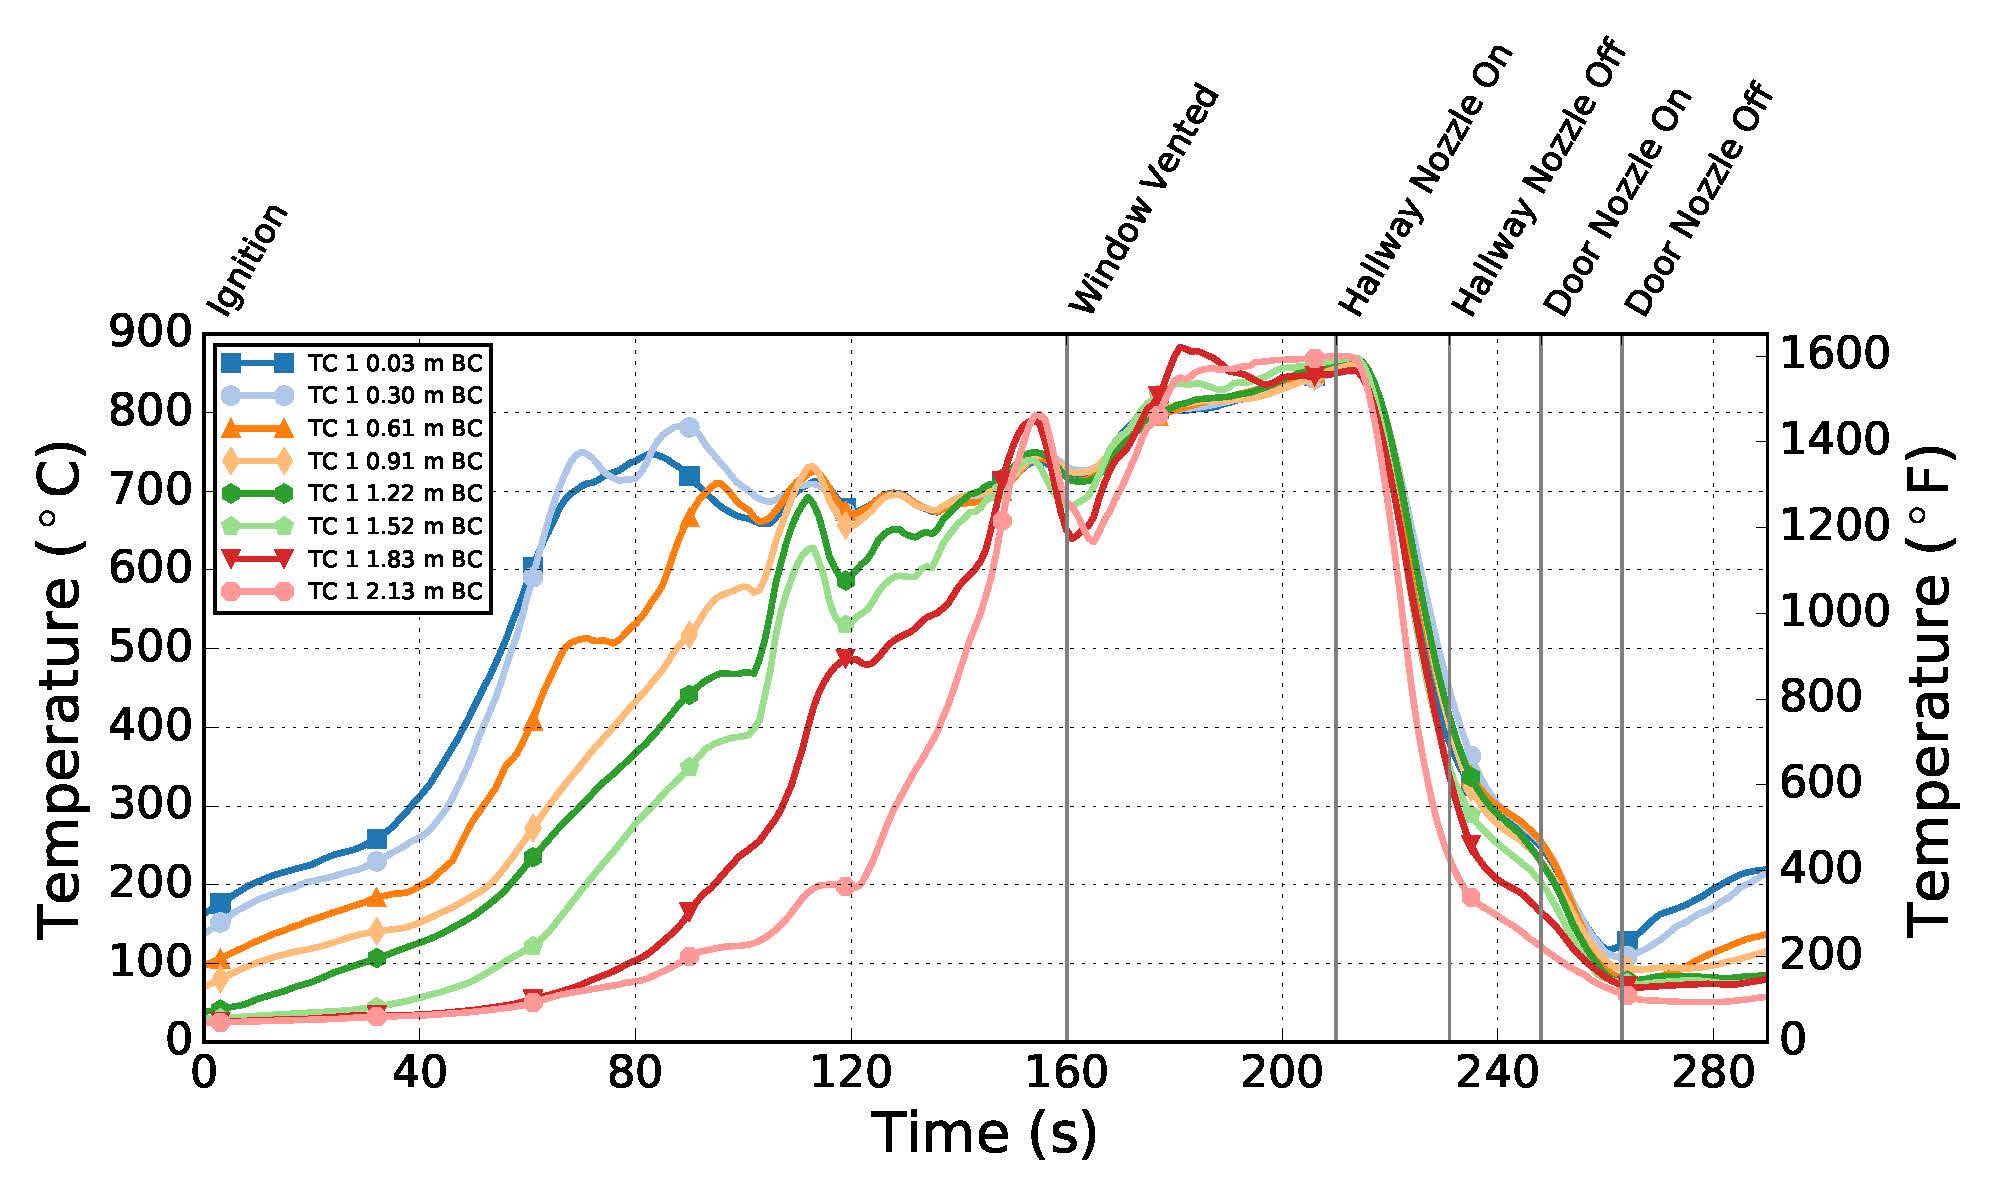 Ignition
Window Vented
Hallway Nozzle On
Hallway Nozzle Off
Door Nozzle On
Door Nozzle Off
900
800
700
600
500
400
300
200
100
0
Temperature (°C)
TC 1 0.03 m BC
TC 1 0.30 m BC
TC 1 0.61 m BC
TC 1 0.91 m BC
TC 1 1.22 m BC
TC 1 1.52 m BC
TC 1 1.83 m BC
TC 1 2.13 m BC
1600
1400
1200
1000
800
600
400
200
0
Temperature (°F)
0 40 80 120 160 200 240 280
Time (s)